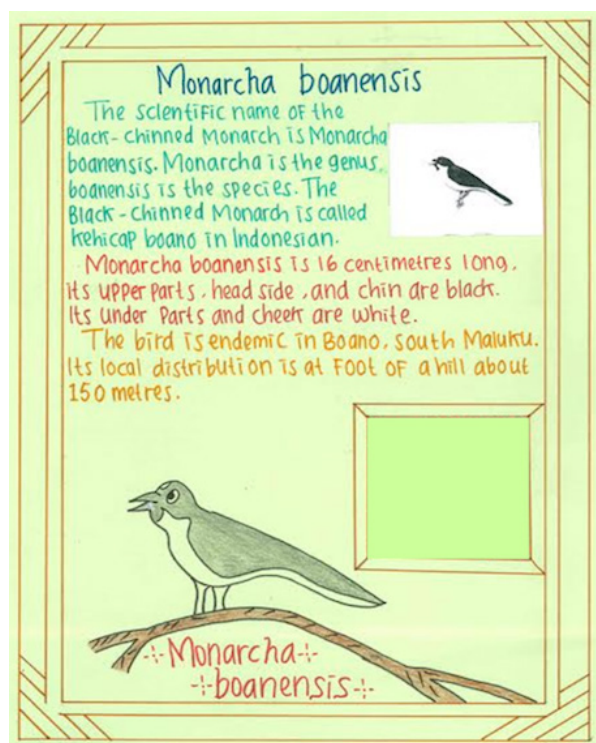 Monarcha boanensis
The scientific name of the
Black-chinned Monarch is Monarcha
boanensis. Monarcha is the genus,
boanensis is the species. The
Black-chinned Monarch is called
kehicap boano in Indonesian.
Monarcha boanensis is 16 centimetres long.
Its upper parts, head side, and chin are black.
Its under parts and cheek are white.
The bird is endemic in Boano, south Maluku.
Its local distribution is at foot of a hill about
150 metres.
Monarcha
boanensis